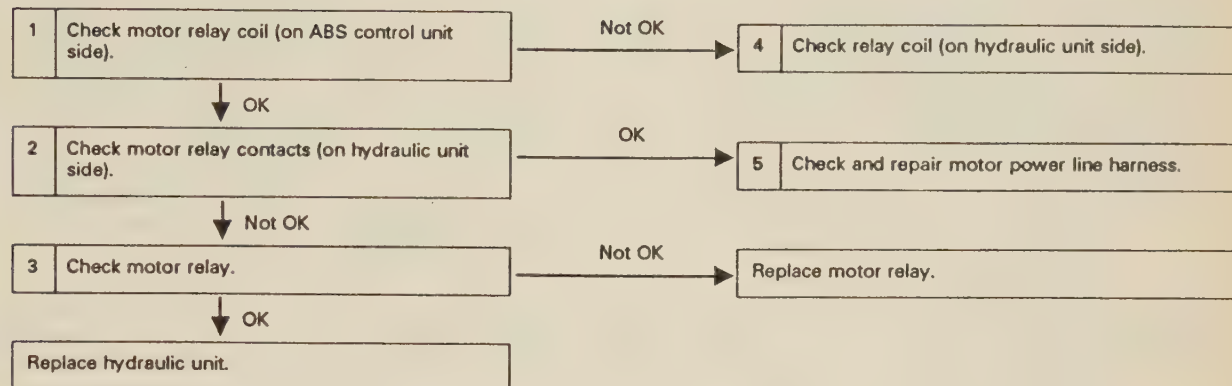 1 Check motor relay coil (on ABS control unit
side).
Not OK
4 Check relay coil (on hydraulic unit side).
OK
2 Check motor relay contacts (on hydraulic unit
side).
OK
5 Check and repair motor power line harness.
Not OK
3 Check motor relay.
Not OK
Replace motor relay.
OK
Replace hydraulic unit.